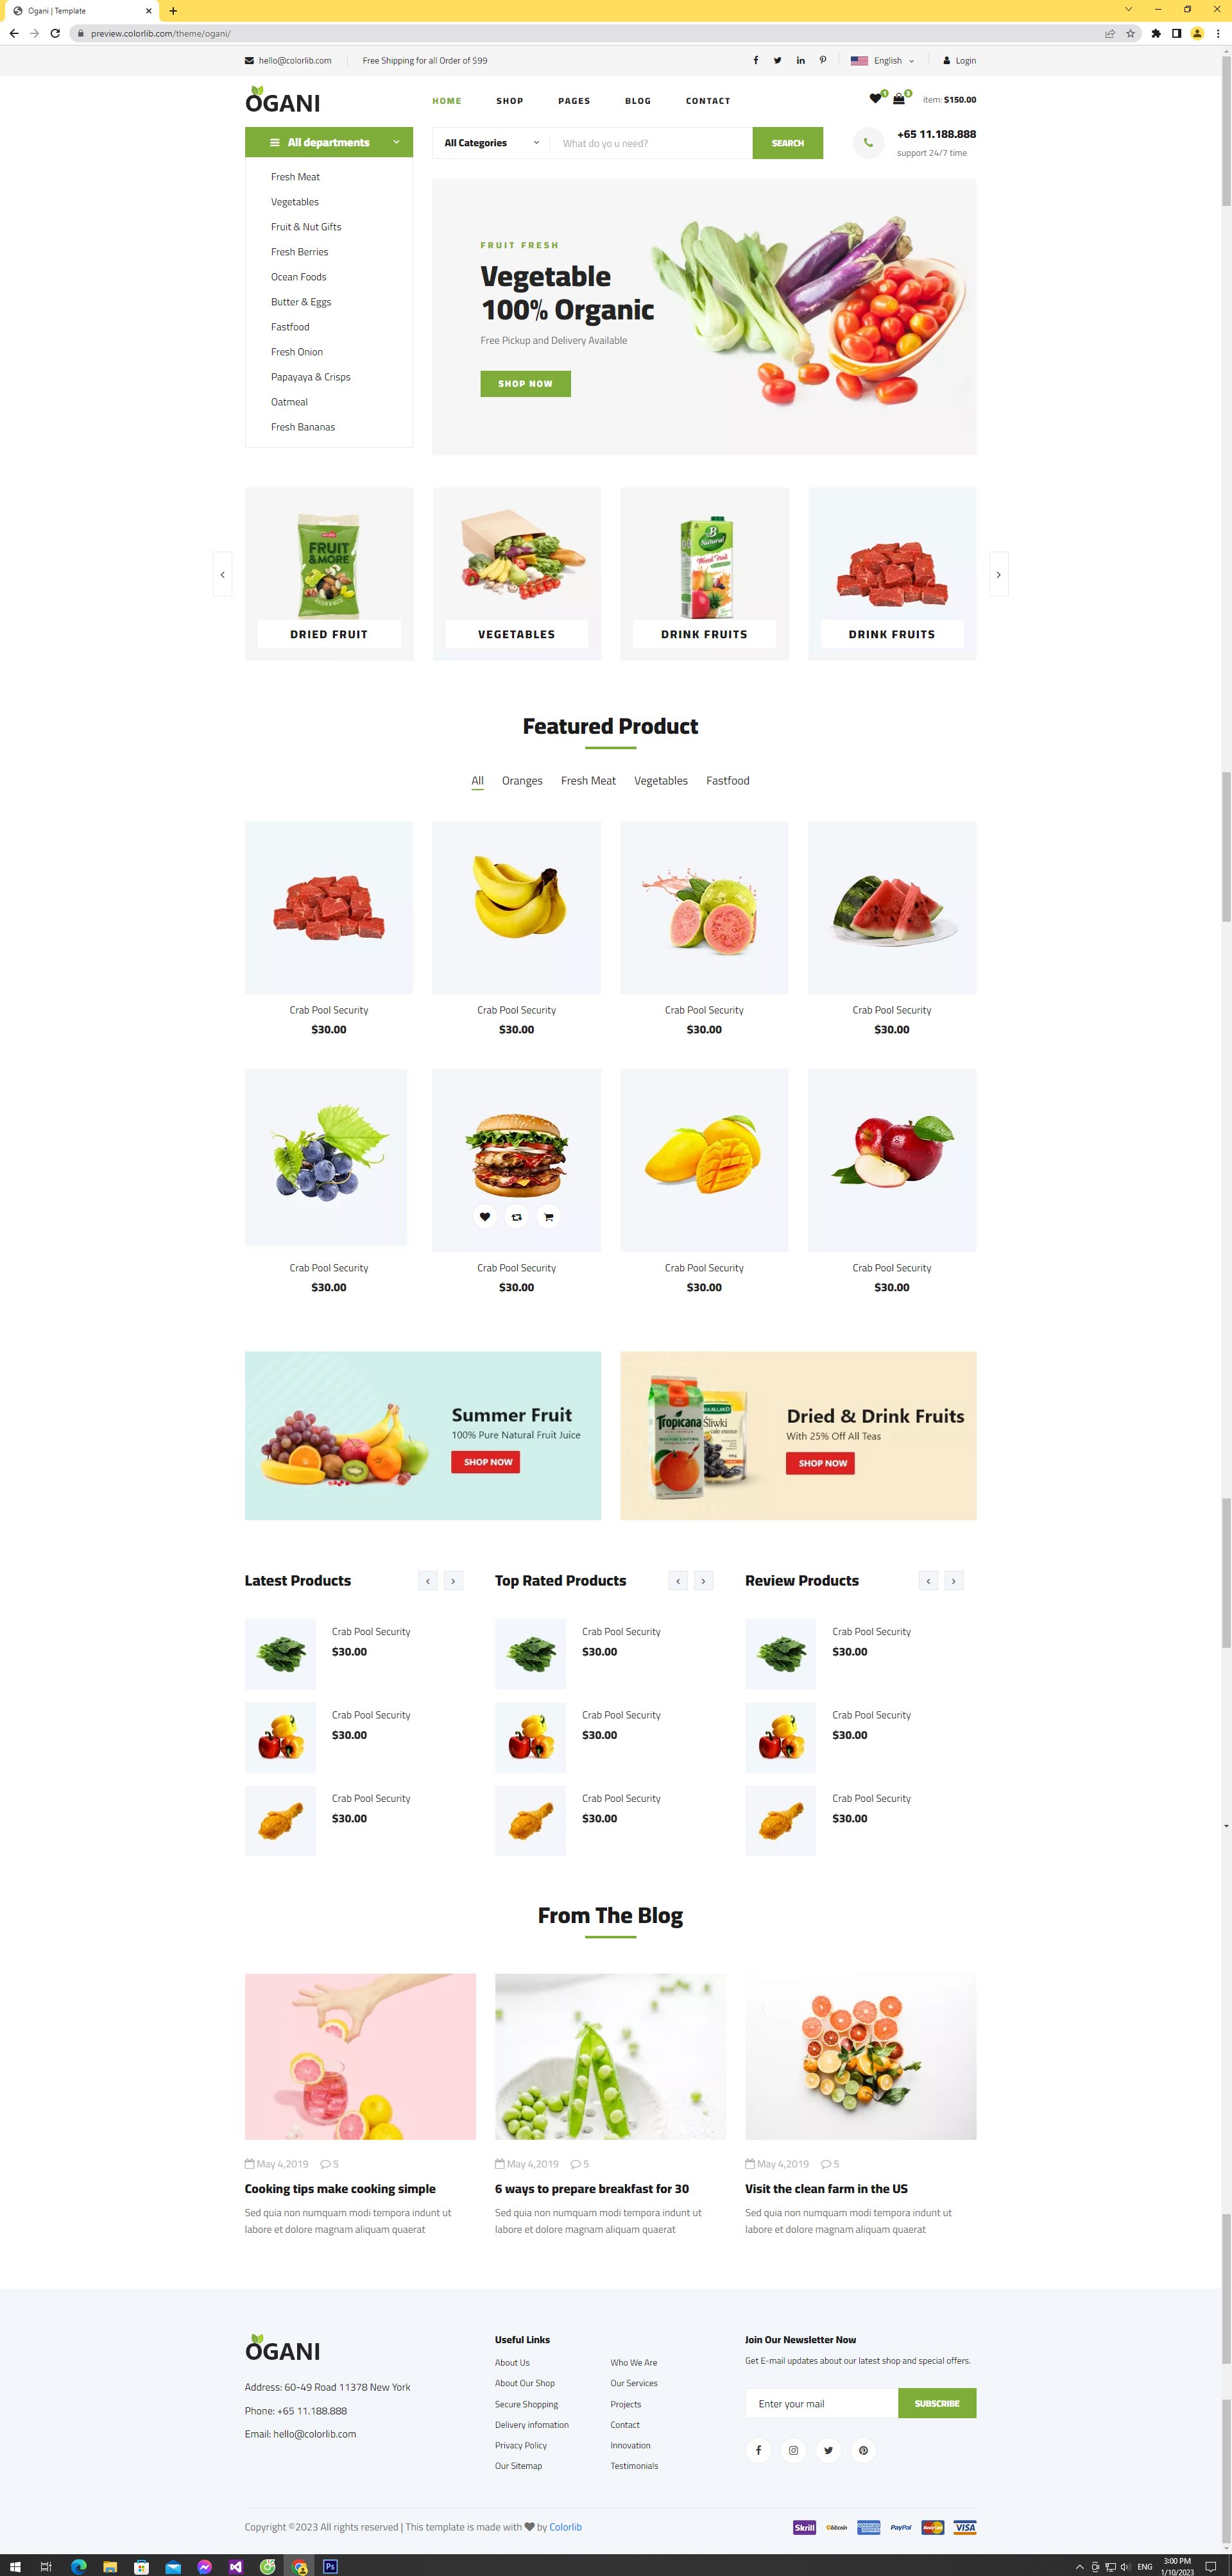 Ogani | Template
preview.colorlib.com/theme/ogani/
hello@colorlib.com Free Shipping for all Order of $99 English Login
OGANI
HOME SHOP PAGES BLOG CONTACT
1 3 item: $150.00
All departments
All Categories What do yo u need? SEARCH
+65 11.188.888
support 24/7 time
Fresh Meat
Vegetables
Fruit & Nut Gifts
Fresh Berries
Ocean Foods
Butter & Eggs
Fastfood
Fresh Onion
Papayaya & Crisps
Oatmeal
Fresh Bananas
FRUIT FRESH
Vegetable
100% Organic
Free Pickup and Delivery Available
SHOP NOW
FRUIT
& MORE
B
Natural
Mixed Fruit
DRIED FRUIT VEGETABLES DRINK FRUITS DRINK FRUITS
Featured Product
All Oranges Fresh Meat Vegetables Fastfood
Crab Pool Security Crab Pool Security Crab Pool Security Crab Pool Security
$30.00 $30.00 $30.00 $30.00
Crab Pool Security Crab Pool Security Crab Pool Security Crab Pool Security
$30.00 $30.00 $30.00 $30.00
Summer Fruit
100% Pure Natural Fruit Juice
SHOP NOW
Tropicana
Śliwki
Dried & Drink Fruits
With 25% Off All Teas
SHOP NOW
Latest Products Top Rated Products Review Products
Crab Pool Security Crab Pool Security Crab Pool Security
$30.00 $30.00 $30.00
Crab Pool Security Crab Pool Security Crab Pool Security
$30.00 $30.00 $30.00
Crab Pool Security Crab Pool Security Crab Pool Security
$30.00 $30.00 $30.00
From The Blog
May 4,2019 5
Cooking tips make cooking simple
Sed quia non numquam modi tempora indunt ut
labore et dolore magnam aliquam quaerat
May 4,2019 5
6 ways to prepare breakfast for 30
Sed quia non numquam modi tempora indunt ut
labore et dolore magnam aliquam quaerat
May 4,2019 5
Visit the clean farm in the US
Sed quia non numquam modi tempora indunt ut
labore et dolore magnam aliquam quaerat
OGANI
Address: 60-49 Road 11378 New York
Phone: +65 11.188.888
Email: hello@colorlib.com
Useful Links
About Us
About Our Shop
Secure Shopping
Delivery infomation
Privacy Policy
Our Sitemap
Who We Are
Our Services
Projects
Contact
Innovation
Testimonials
Join Our Newsletter Now
Get E-mail updates about our latest shop and special offers.
Enter your mail SUBSCRIBE
Copyright ©2023 All rights reserved | This template is made with by Colorlib
Skrill bitcoin AMERICAN EXPRESS PayPal MasterCard VISA
Ps
ENG
3:00 PM
1/10/2023